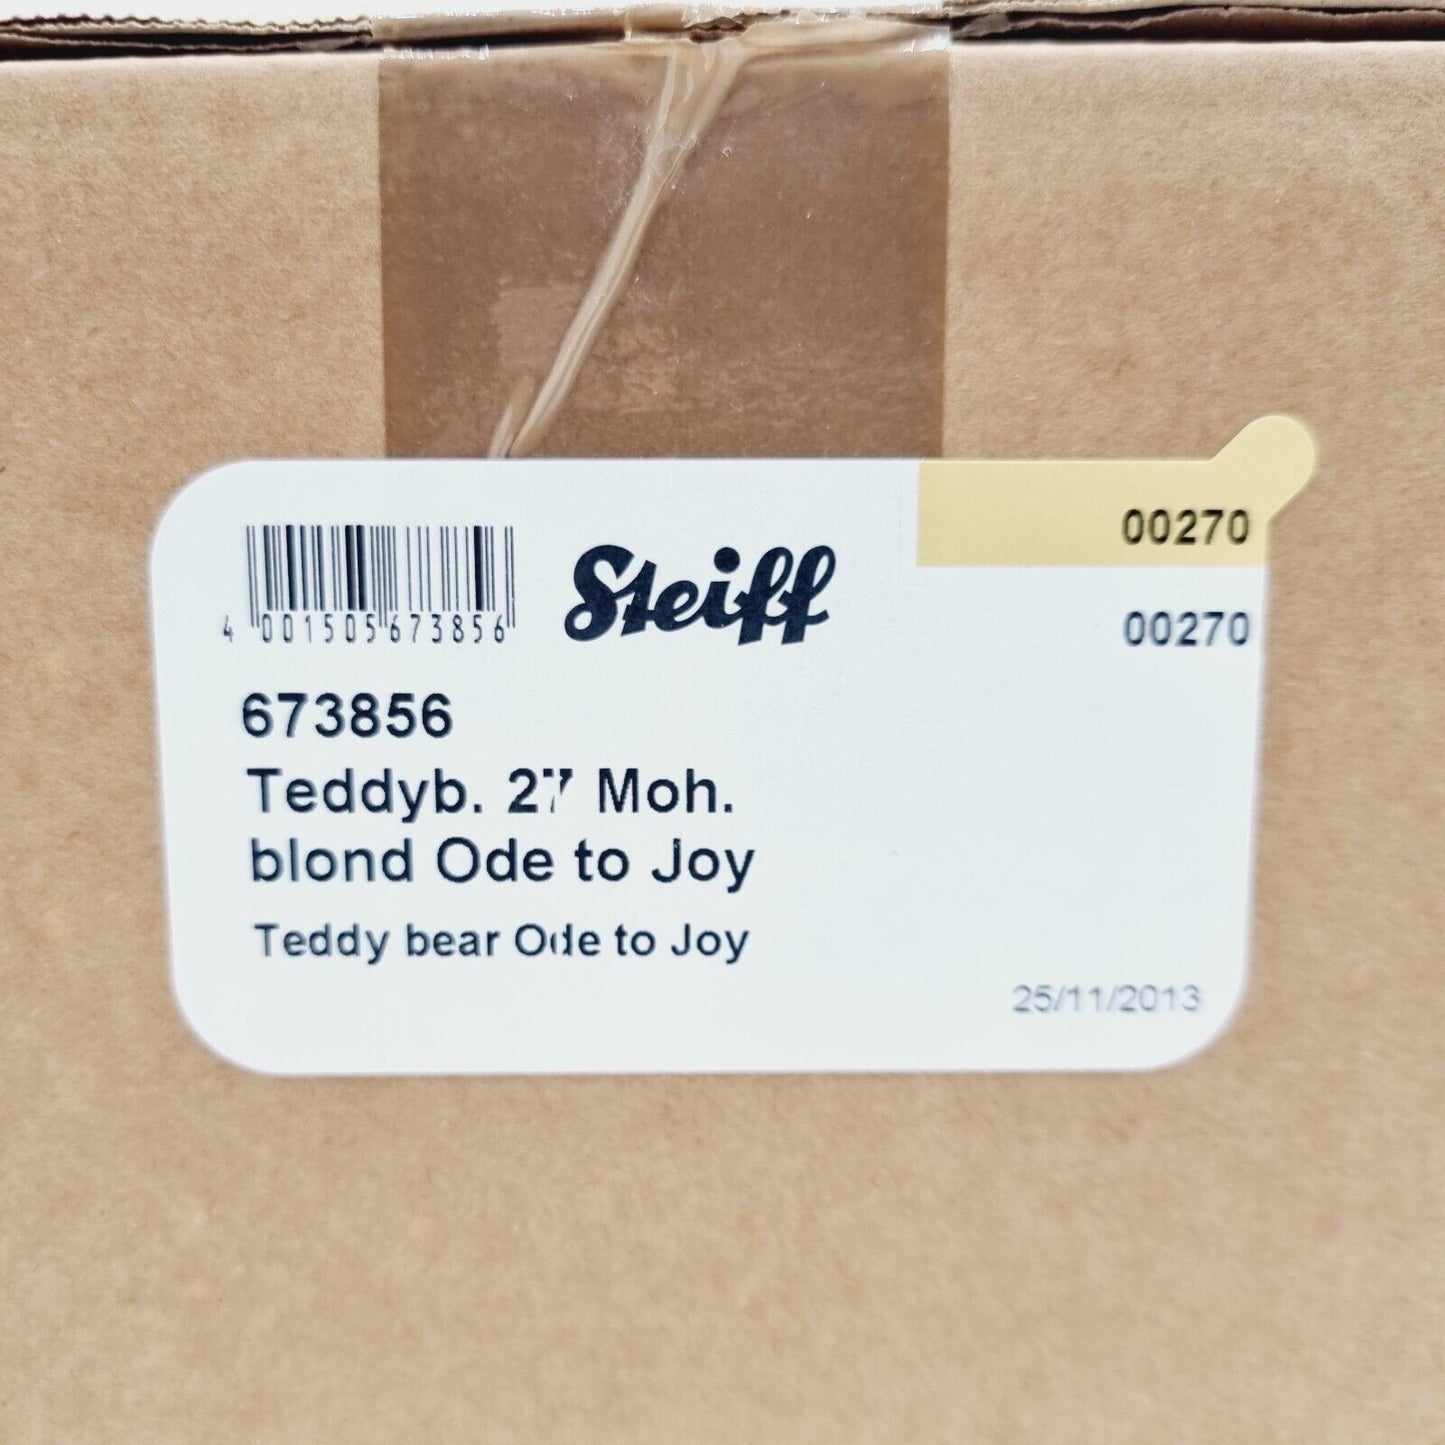 00270
4 001505 673856
Steiff
00270
673856
Teddyb. 27 Moh.
blond Ode to Joy
Teddy bear Ode to Joy
25/11/2013